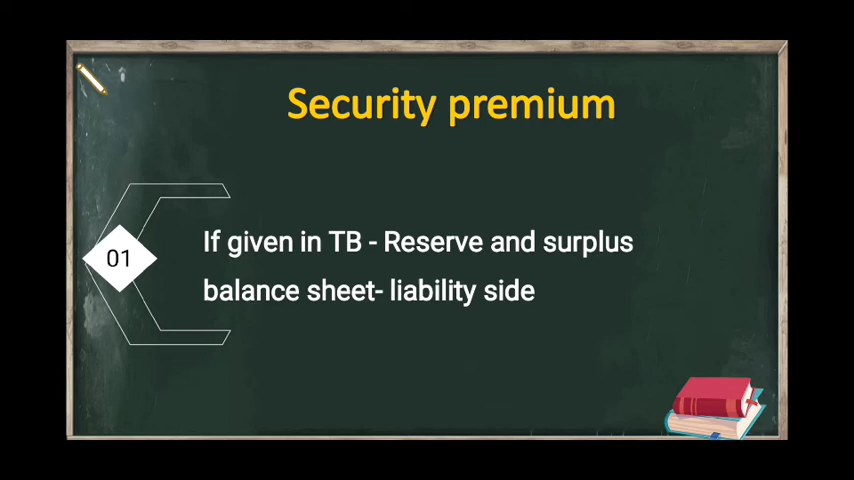 Security premium
01
If given in TB - Reserve and surplus
balance sheet- liability side